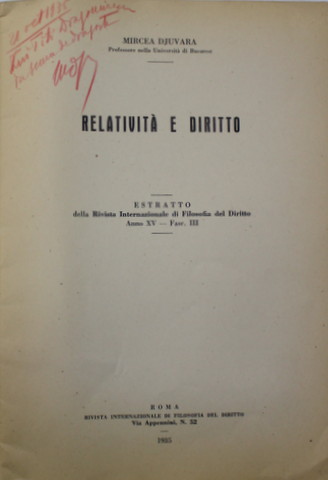 MIRCEA DJUVARA
Professore nella Università di Bucarest
RELATIVITÀ E DIRITTO
ESTRATTO
della Rivista Internazionale di Filosofia del Diritto
Anno XV — Fasc. III
ROMA
RIVISTA INTERNAZIONALE DI FILOSOFIA DEL DIRITTO
Via Appennini, N. 52
1935